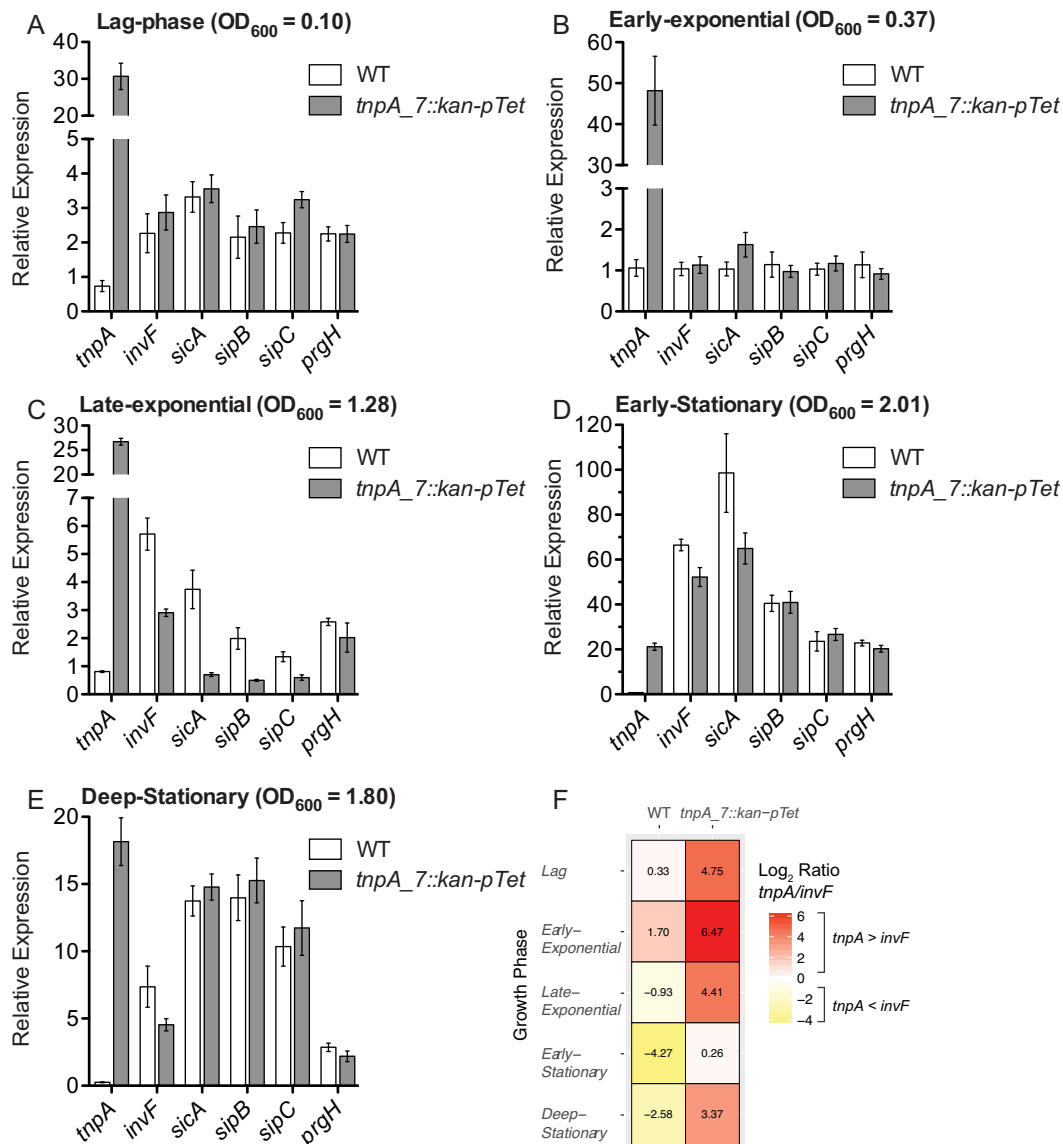 A Lag-phase (OD600 = 0.10)
Relative Expression
40
30
20
4
3
2
1
0
WT
tnpA_7::kan-pTet
tnpA invF sicA sipB sipC prgH
B Early-exponential (OD600 = 0.37)
Relative Expression
60
50
40
30
3
2
1
0
WT
tnpA_7::kan-pTet
tnpA invF sicA sipB sipC prgH
C Late-exponential (OD600 = 1.28)
Relative Expression
30
25
20
7
6
5
4
3
2
1
0
WT
tnpA_7::kan-pTet
tnpA invF sicA sipB sipC prgH
D Early-Stationary (OD600 = 2.01)
Relative Expression
120
100
80
60
40
20
0
WT
tnpA_7::kan-pTet
tnpA invF sicA sipB sipC prgH
E Deep-Stationary (OD600 = 1.80)
Relative Expression
20
15
10
5
0
WT
tnpA_7::kan-pTet
tnpA invF sicA sipB sipC prgH
F
WT tnpA_7::kan-pTet
Growth Phase
Lag 0.33 4.75
Early-
Exponential 1.70 6.47
Late-
Exponential -0.93 4.41
Early-
Stationary -4.27 0.26
Deep-
Stationary -2.58 3.37
Log2 Ratio
tnpA/invF
6
4
2
0
-2
-4
tnpA > invF
tnpA < invF